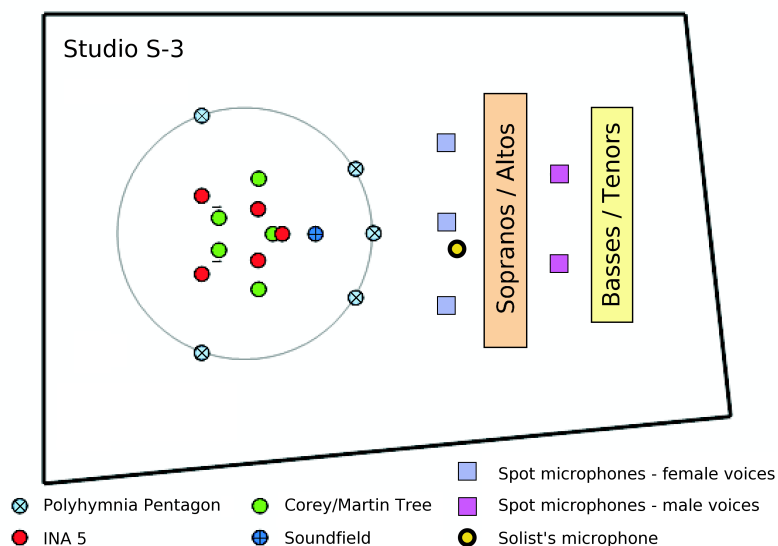 Studio S-3
Sopranos / Altos
Basses / Tenors
Spot microphones - female voices
Polyhymnia Pentagon
Corey/Martin Tree
Spot microphones - male voices
INA 5
Soundfield
Solist's microphone